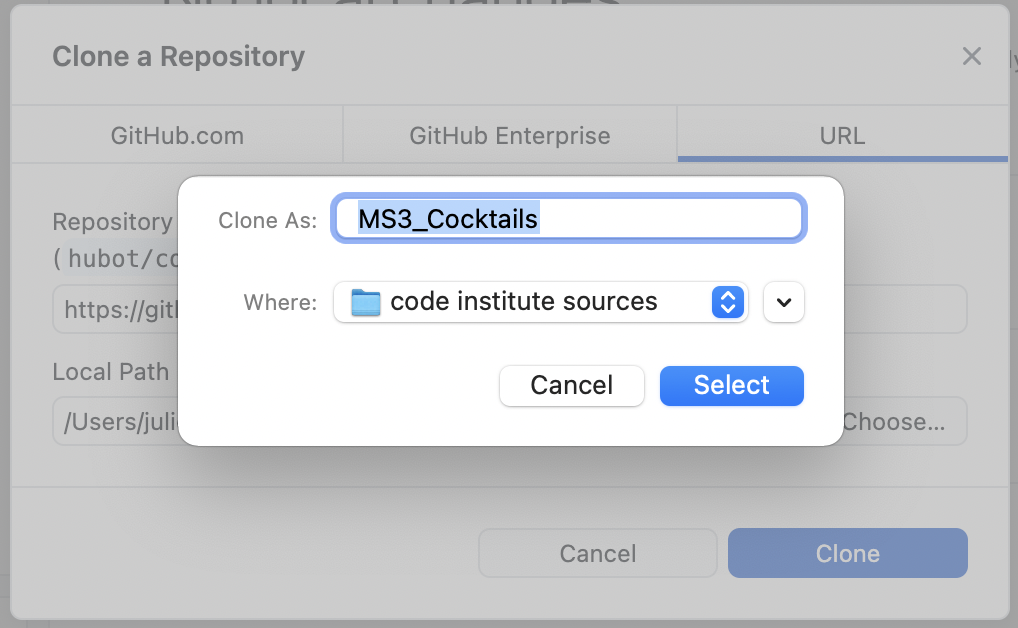 Clone a Repository
GitHub.com
GitHub Enterprise
URL
Repository
(hubot/co
https://gith
Local Path
/Users/juli
Choose...
Clone As: MS3_Cocktails
Where: code institute sources
Cancel
Select
Cancel
Clone